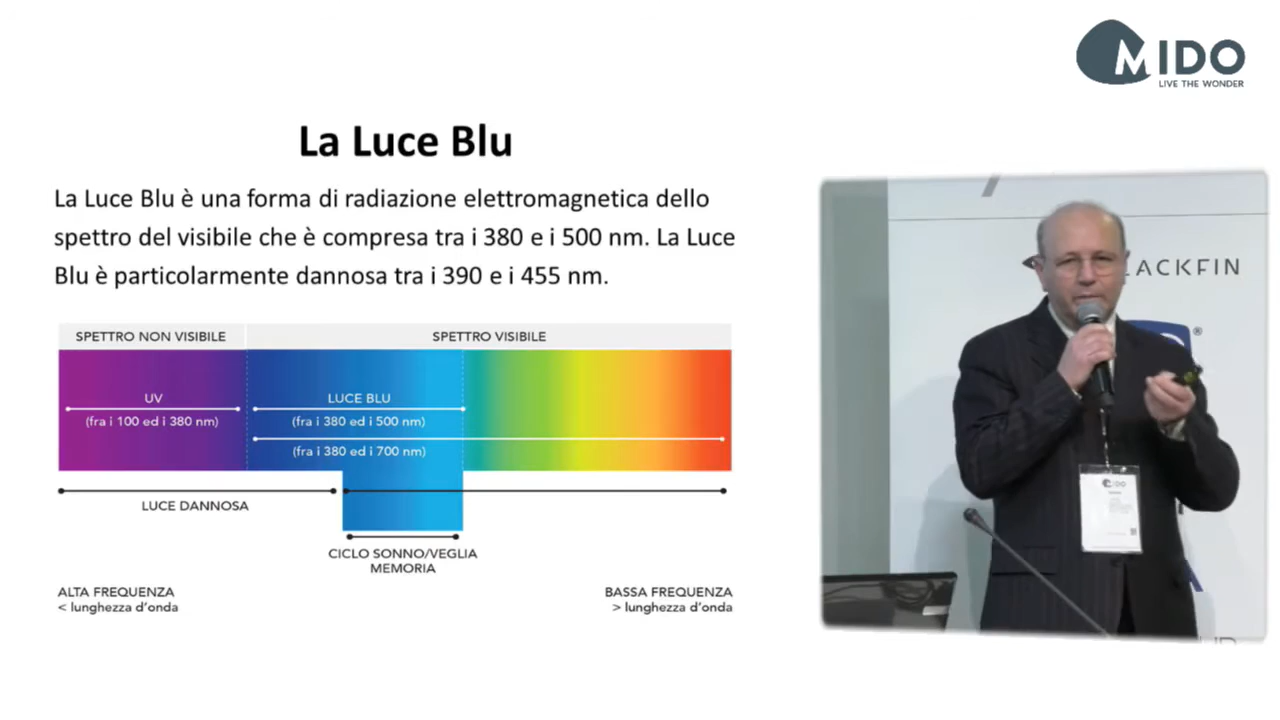 MIDO
LIVE THE WONDER
La Luce Blu
La Luce Blu è una forma di radiazione elettromagnetica dello
spettro del visibile che è compresa tra i 380 e i 500 nm. La Luce
Blu è particolarmente dannosa tra i 390 e i 455 nm.
SPETTRO NON VISIBILE
SPETTRO VISIBILE
UV
(fra i 100 ed i 380 nm)
LUCE BLU
(fra i 380 ed i 500 nm)
(fra i 380 ed i 700 nm)
LUCE DANNOSA
CICLO SONNO/VEGLIA
MEMORIA
ALTA FREQUENZA
< lunghezza d'onda
BASSA FREQUENZA
> lunghezza d'onda
ACKFIN
®
MIDO